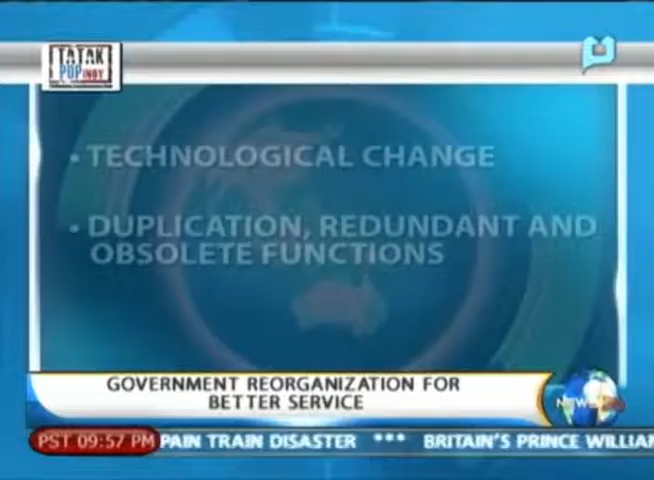 TATAK
POPINOY
• TECHNOLOGICAL CHANGE
• DUPLICATION, REDUNDANT AND
OBSOLETE FUNCTIONS
GOVERNMENT REORGANIZATION FOR
BETTER SERVICE
PST 09:57 PM PAIN TRAIN DISASTER *** BRITAIN'S PRINCE WILLIAM